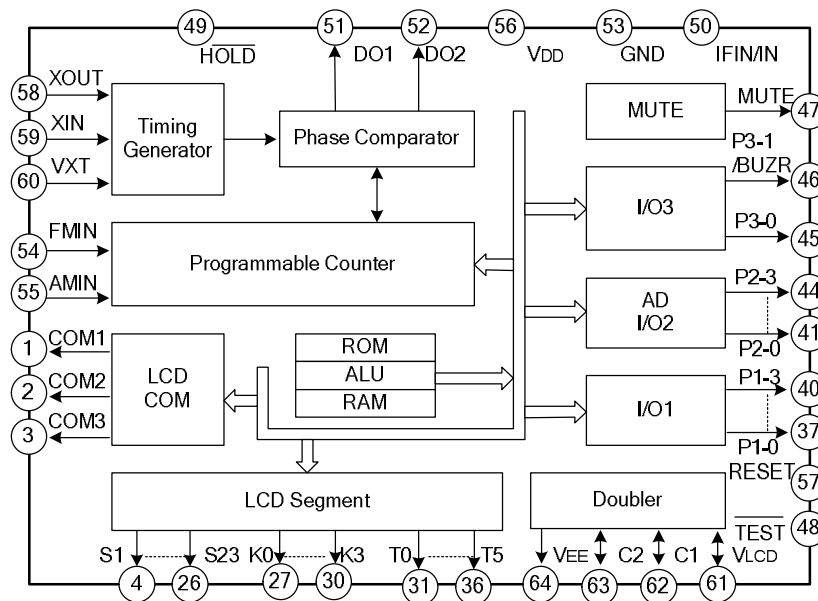 49 51 52 56 53 50
HOLD DO1 DO2 VDD GND IFIN/IN
58 XOUT
59 XIN
60 VXT
Timing
Generator
Phase Comparator
MUTE
MUTE
47
P3-1
/BUZR
46
I/O3
P3-0
45
54 FMIN
55 AMIN
Programmable Counter
AD
I/O2
P2-3
44
41
P2-0
1 COM1
2 COM2
3 COM3
LCD
COM
ROM
ALU
RAM
I/O1
P1-3
40
37
P1-0
RESET
57
LCD Segment
Doubler
TEST
48
S1 S23 K0 K3 T0 T5 VEE C2 C1 VLCD
4 26 27 30 31 36 64 63 62 61